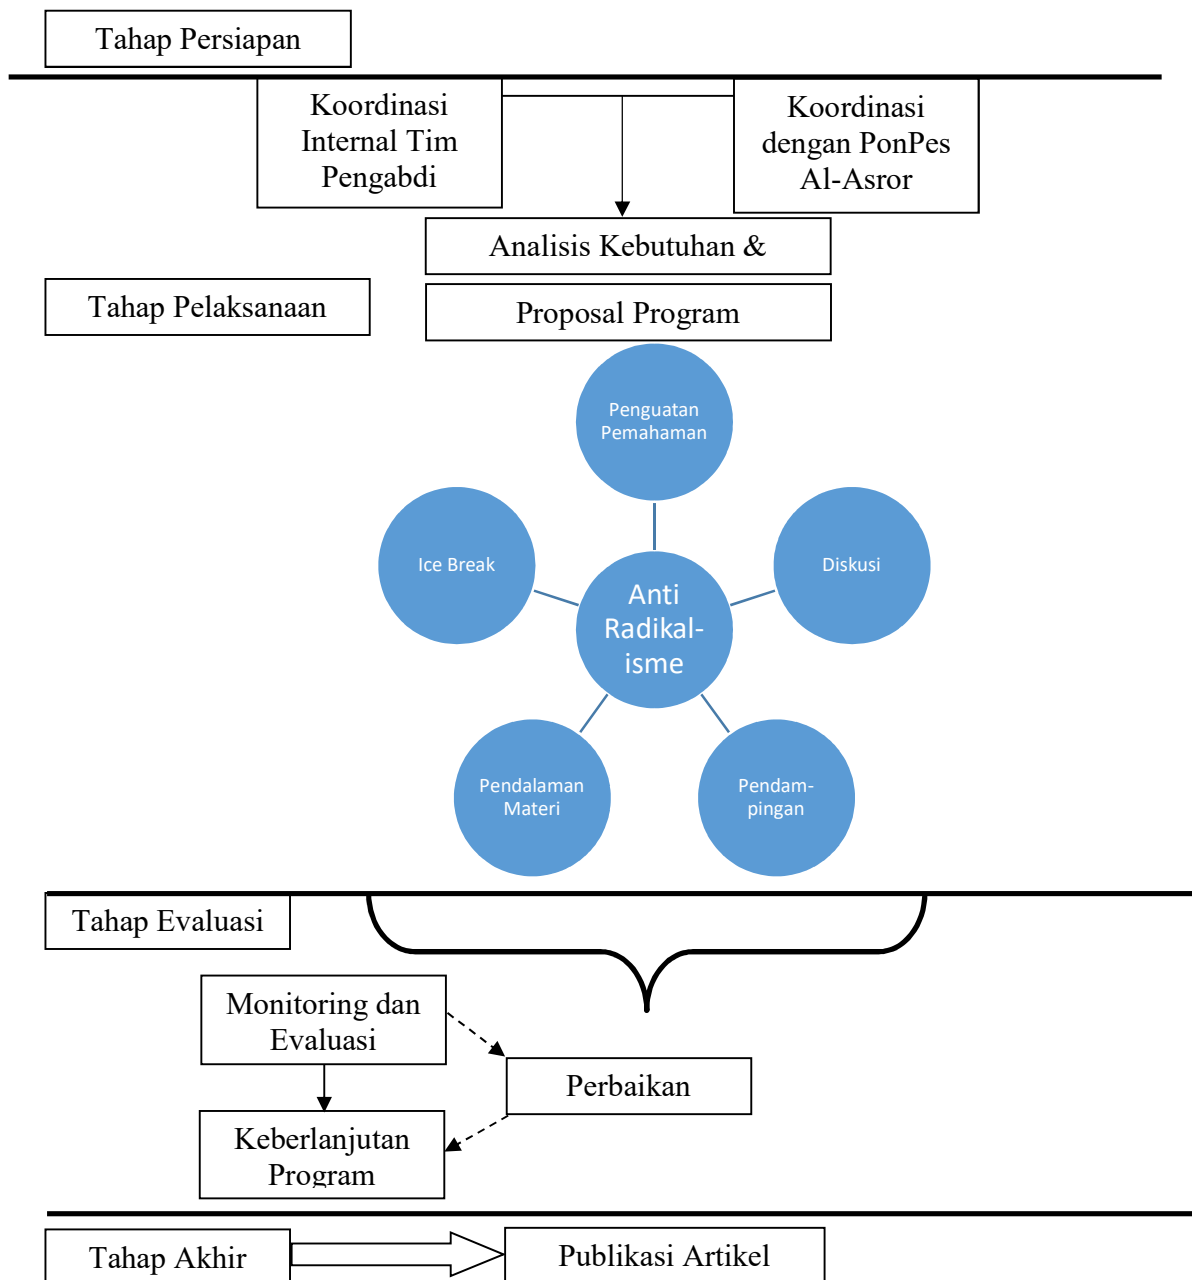 Tahap Persiapan
Koordinasi
Internal Tim
Pengabdi
Koordinasi
dengan PonPes
Al-Asror
Analisis Kebutuhan &
Tahap Pelaksanaan
Proposal Program
Penguatan
Pemahaman
Ice Break
Diskusi
Anti
Radikal-
isme
Pendalaman
Materi
Pendam-
pingan
Tahap Evaluasi
Monitoring dan
Evaluasi
Perbaikan
Keberlanjutan
Program
Tahap Akhir
Publikasi Artikel